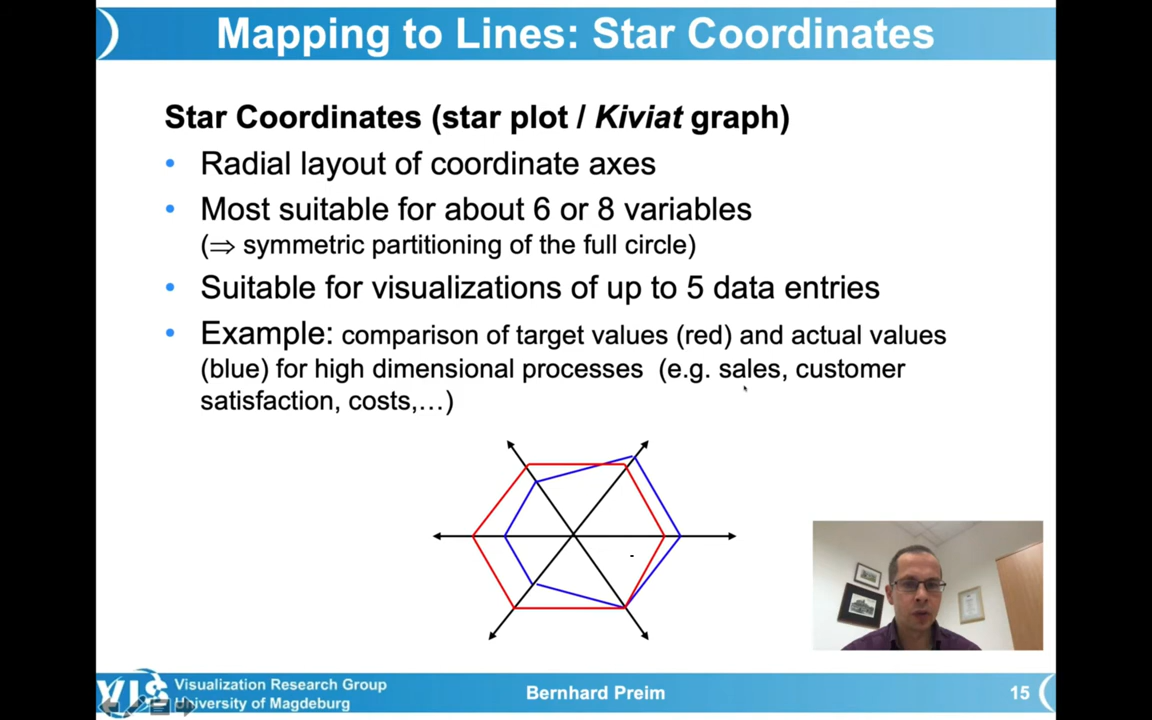 Mapping to Lines: Star Coordinates
Star Coordinates (star plot / Kiviat graph)
• Radial layout of coordinate axes
• Most suitable for about 6 or 8 variables
(⇒ symmetric partitioning of the full circle)
• Suitable for visualizations of up to 5 data entries
• Example: comparison of target values (red) and actual values
(blue) for high dimensional processes (e.g. sales, customer
satisfaction, costs,…)
VIS
Visualization Research Group
University of Magdeburg
Bernhard Preim
15